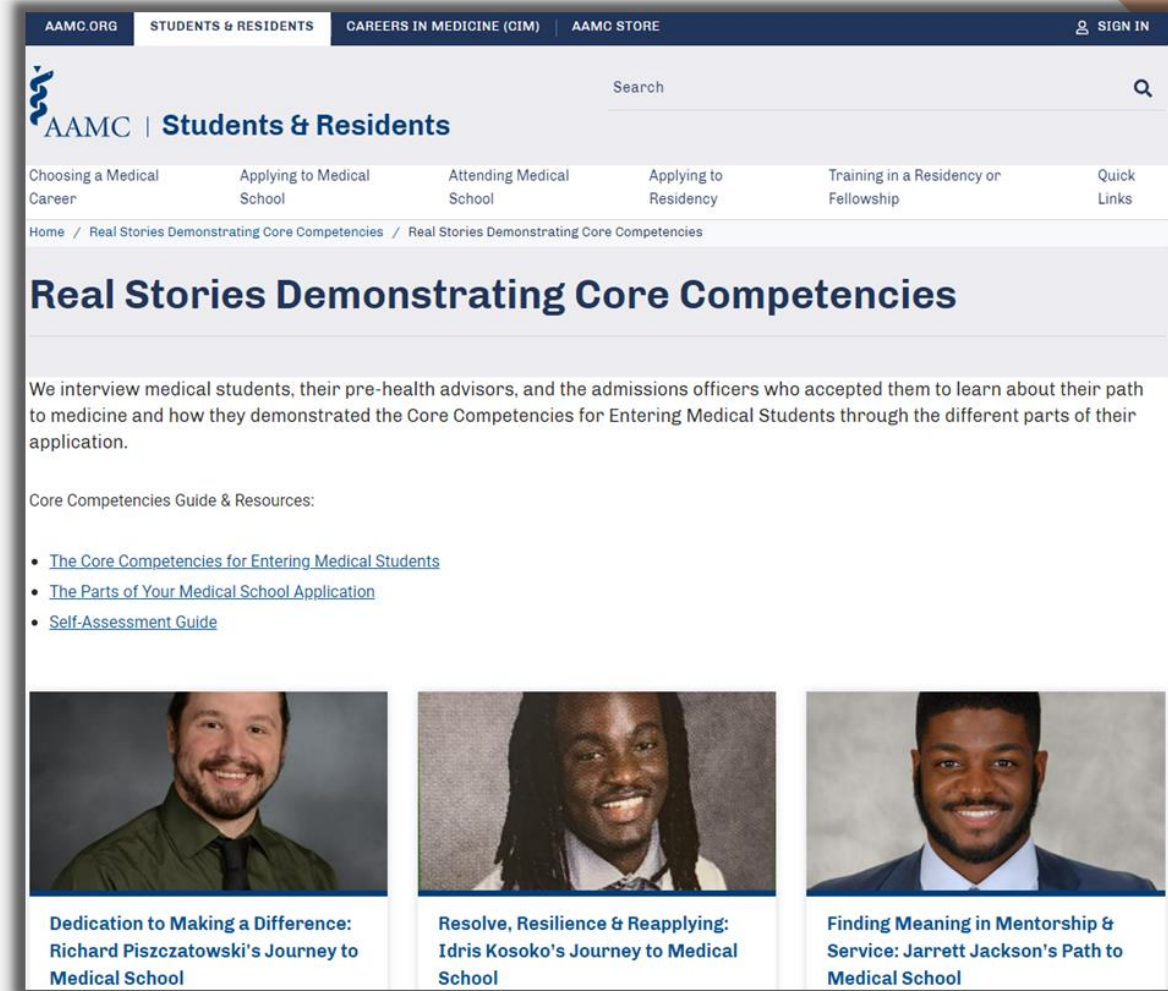 AAMC.ORG STUDENTS & RESIDENTS CAREERS IN MEDICINE (CIM) AAMC STORE SIGN IN
Search
AAMC | Students & Residents
Choosing a Medical Career
Applying to Medical School
Attending Medical School
Applying to Residency
Training in a Residency or Fellowship
Quick Links
Home / Real Stories Demonstrating Core Competencies / Real Stories Demonstrating Core Competencies
Real Stories Demonstrating Core Competencies
We interview medical students, their pre-health advisors, and the admissions officers who accepted them to learn about their path
to medicine and how they demonstrated the Core Competencies for Entering Medical Students through the different parts of their
application.
Core Competencies Guide & Resources:
• The Core Competencies for Entering Medical Students
• The Parts of Your Medical School Application
• Self-Assessment Guide
Dedication to Making a Difference:
Richard Piszczatowski's Journey to
Medical School
Resolve, Resilience & Reapplying:
Idris Kosoko's Journey to Medical
School
Finding Meaning in Mentorship &
Service: Jarrett Jackson's Path to
Medical School